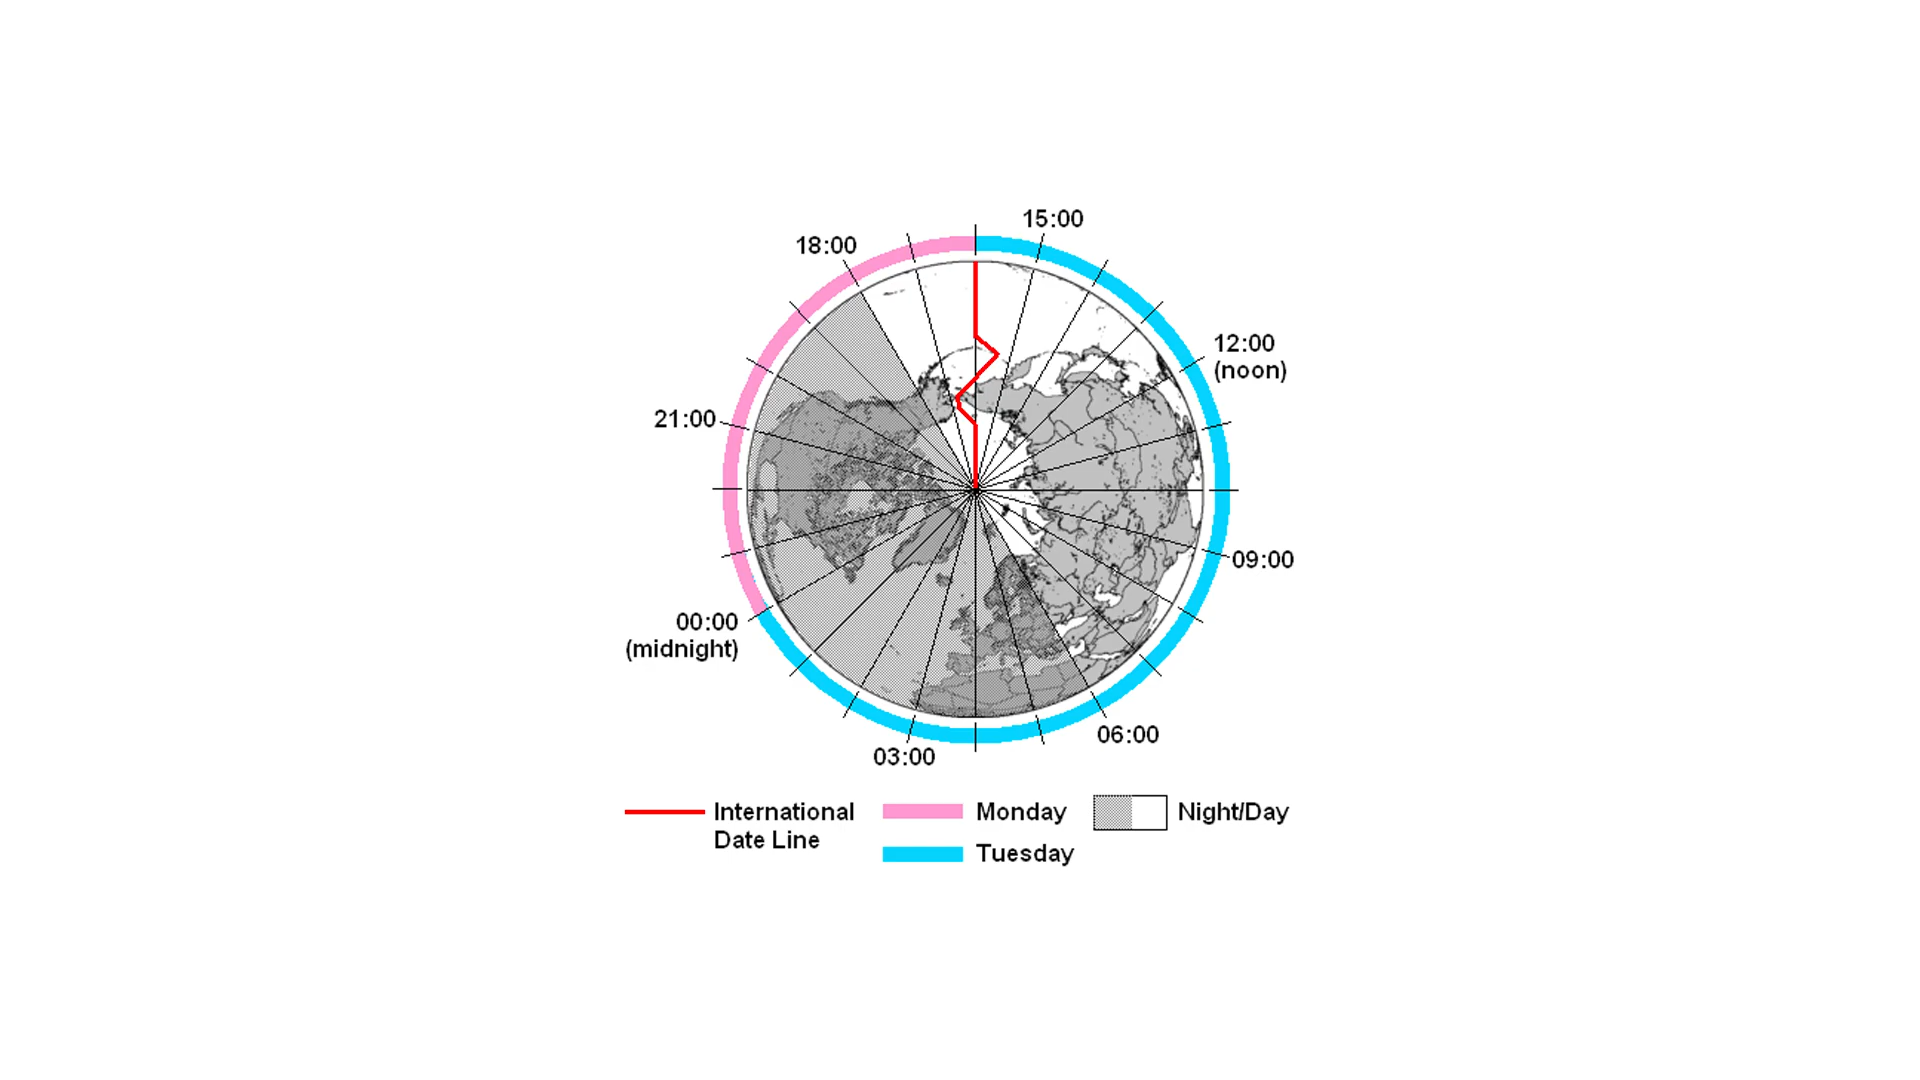 15:00
18:00
12:00
(noon)
21:00
09:00
00:00
(midnight)
06:00
03:00
International
Date Line
Monday
Night/Day
Tuesday